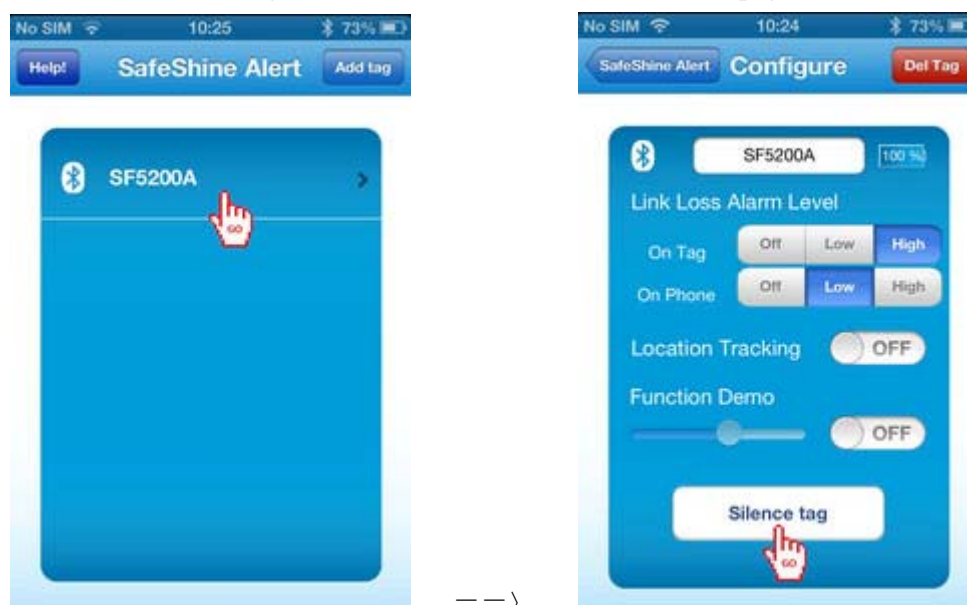 No SIM 10:25 73%
Help! SafeShine Alert Add tag
SF5200A
GO
==>
No SIM 10:24 73%
SafeShine Alert Configure Del Tag
SF5200A 100 %
Link Loss Alarm Level
On Tag Off Low High
On Phone Off Low High
Location Tracking OFF
Function Demo
OFF
Silence tag
GO